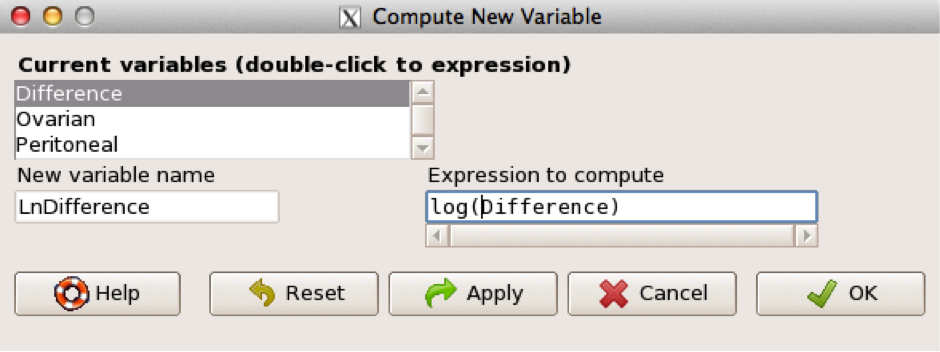 Compute New Variable
Current variables (double-click to expression)
Difference
Ovarian
Peritoneal
New variable name
Expression to compute
LnDifference
log(Difference)
Help
Reset
Apply
Cancel
OK